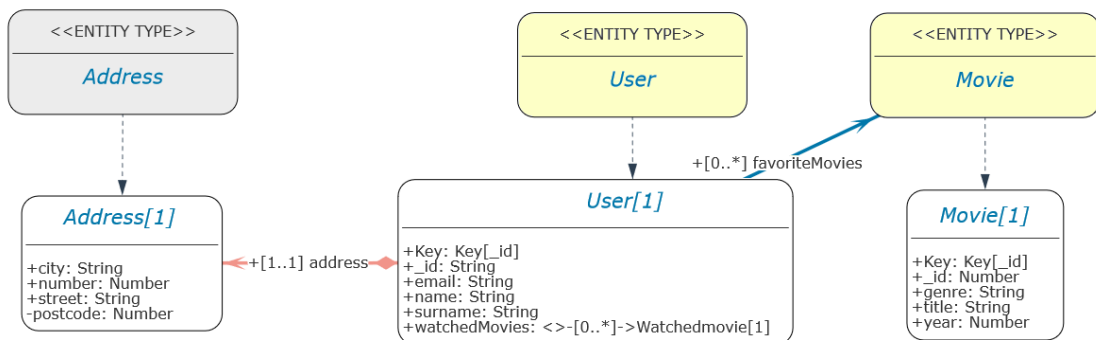 <<ENTITY TYPE>>
Address
<<ENTITY TYPE>>
User
<<ENTITY TYPE>>
Movie
+[0..*] favoriteMovies
Address[1]
+city: String
+number: Number
+street: String
-postcode: Number
+[1..1] address
User[1]
+Key: Key[_id]
+_id: String
+email: String
+name: String
+surname: String
+watchedMovies: <>-[0..*]->Watchedmovie[1]
Movie[1]
+Key: Key[_id]
+_id: Number
+genre: String
+title: String
+year: Number